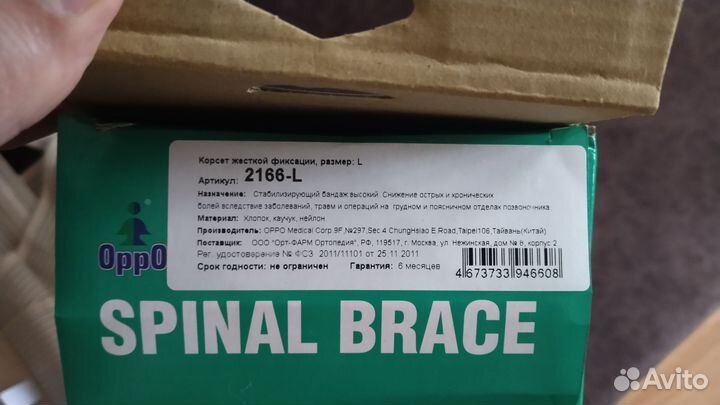 Корсет жесткой фиксации, размер: L
Артикул: 2166-L
Назначение: Стабилизирующий бандаж высокий. Снижение острых и хронических
болей вследствие заболеваний, травм и операций на грудном и поясничном отделах позвоночника.
Материал: Хлопок, каучук, нейлон
Производитель: OPPO Medical Corp.9F,№297,Sec.4 ChungHsiao E.Road,Taipei106,Тайвань(Китай)
Поставщик: ООО "Орт-ФАРМ Ортопедия", РФ, 119517, г. Москва, ул. Нежинская, дом № 8, корпус 2
Рег. удостоверение № ФСЗ 2011/11101 от 25.11.2011
Срок годности: не ограничен Гарантия: 6 месяцев
4 673733 946608
OppO
SPINAL BRACE
Avito